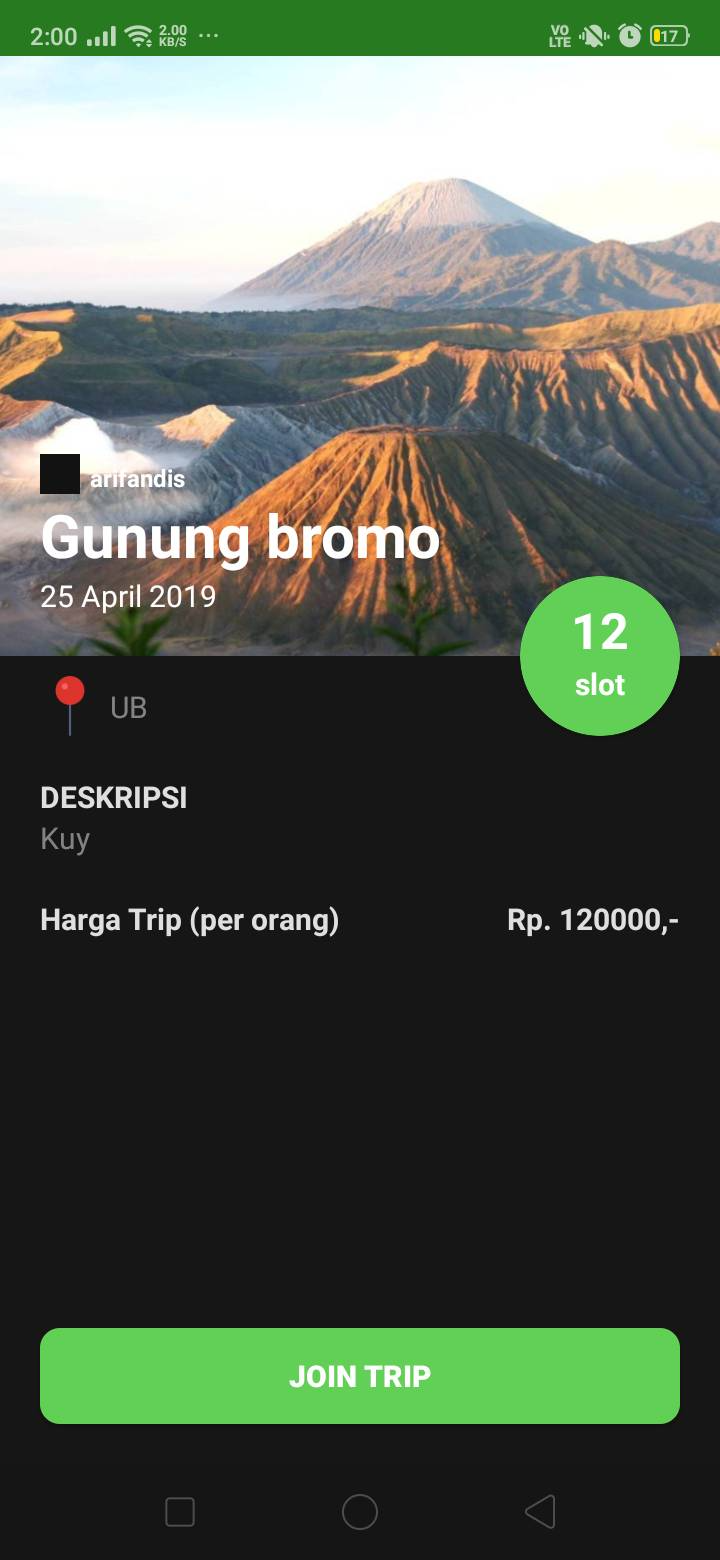 2:00 2.00 KB/S ... VO LTE 17
arifandis
Gunung bromo
25 April 2019
12
slot
UB
DESKRIPSI
Kuy
Harga Trip (per orang) Rp. 120000,-
JOIN TRIP